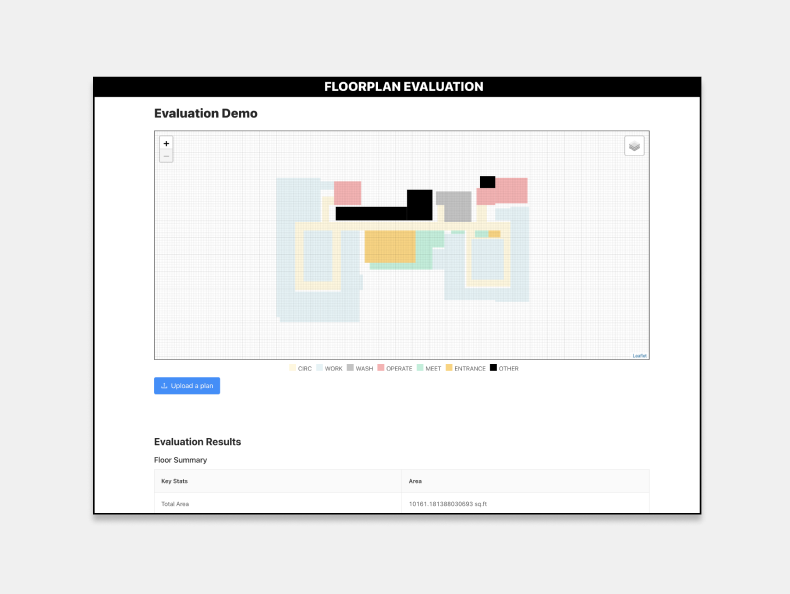 FLOORPLAN EVALUATION
Evaluation Demo
+
−
Leaflet
CIRC WORK WASH OPERATE MEET ENTRANCE OTHER
Upload a plan
Evaluation Results
Floor Summary
Key Stats Area
Total Area 10161.181388030693 sq.ft